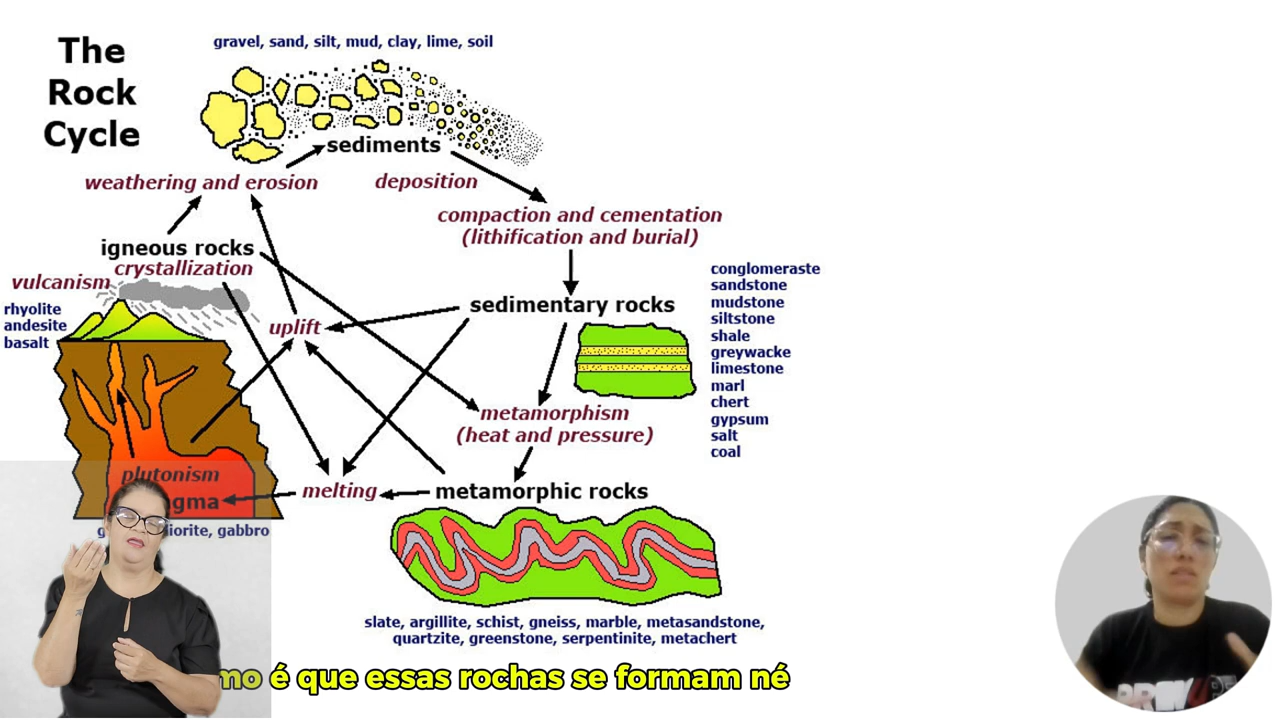 The
Rock
Cycle
gravel, sand, silt, mud, clay, lime, soil
sediments
weathering and erosion
deposition
compaction and cementation
(lithification and burial)
igneous rocks
crystallization
vulcanism
rhyolite
andesite
basalt
uplift
sedimentary rocks
conglomeraste
sandstone
mudstone
siltstone
shale
greywacke
limestone
marl
chert
gypsum
salt
coal
metamorphism
(heat and pressure)
plutonism
melting
metamorphic rocks
gabbro
slate, argillite, schist, gneiss, marble, metasandstone,
quartzite, greenstone, serpentinite, metachert
é que essas rochas se formam né